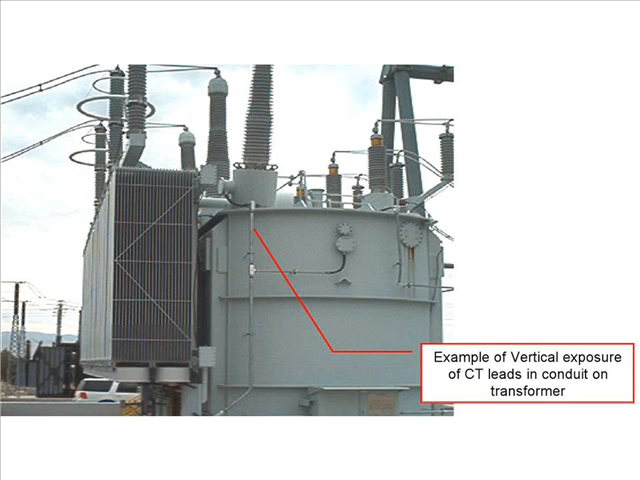 Example of Vertical exposure
of CT leads in conduit on
transformer